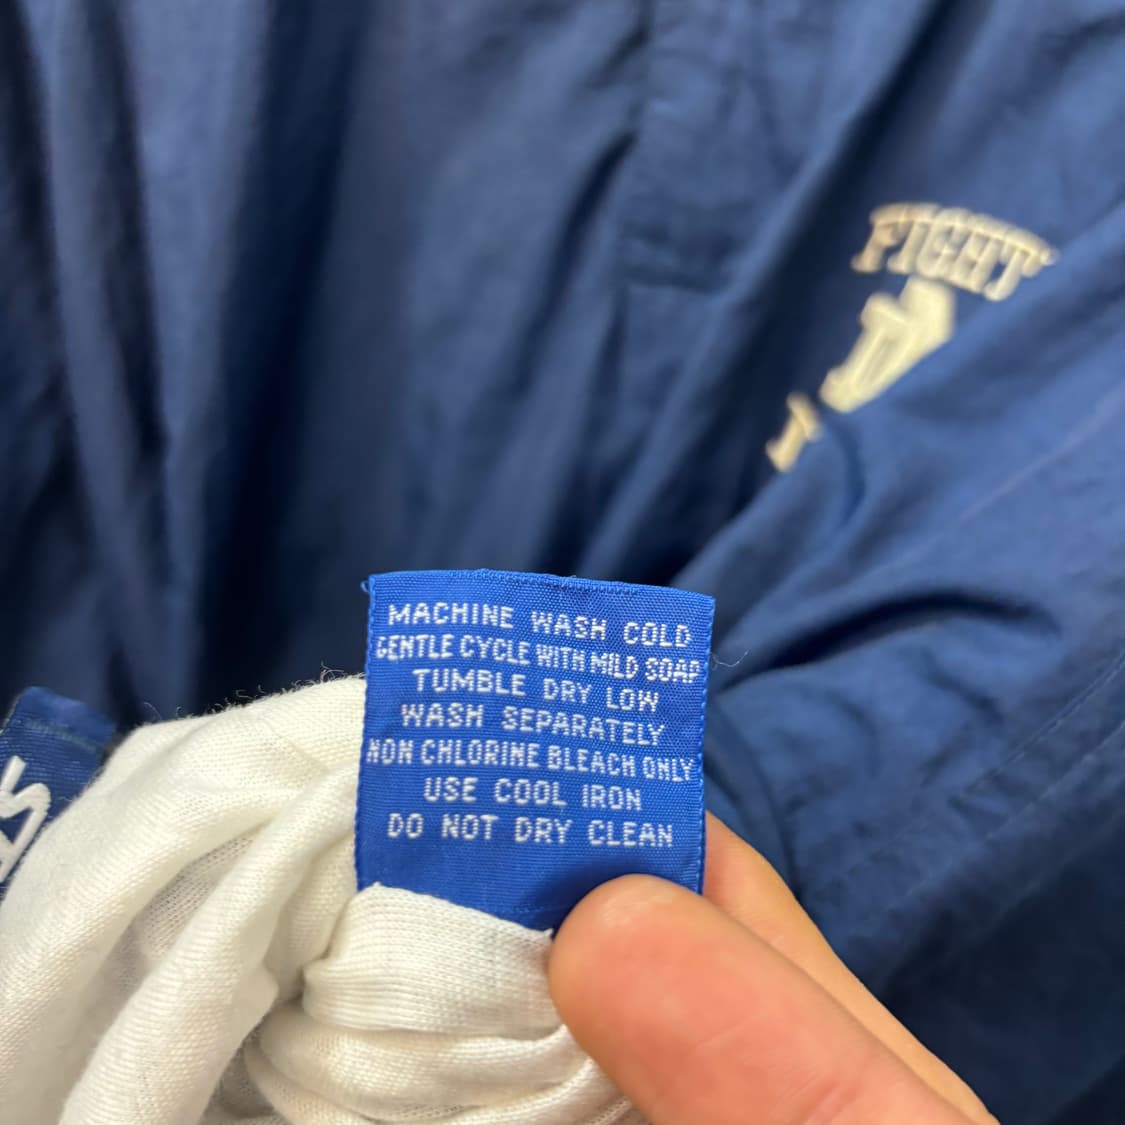 FIGHT
MACHINE WASH COLD
GENTLE CYCLE WITH MILD SOAP
TUMBLE DRY LOW
WASH SEPARATELY
NON CHLORINE BLEACH ONLY
USE COOL IRON
DO NOT DRY CLEAN